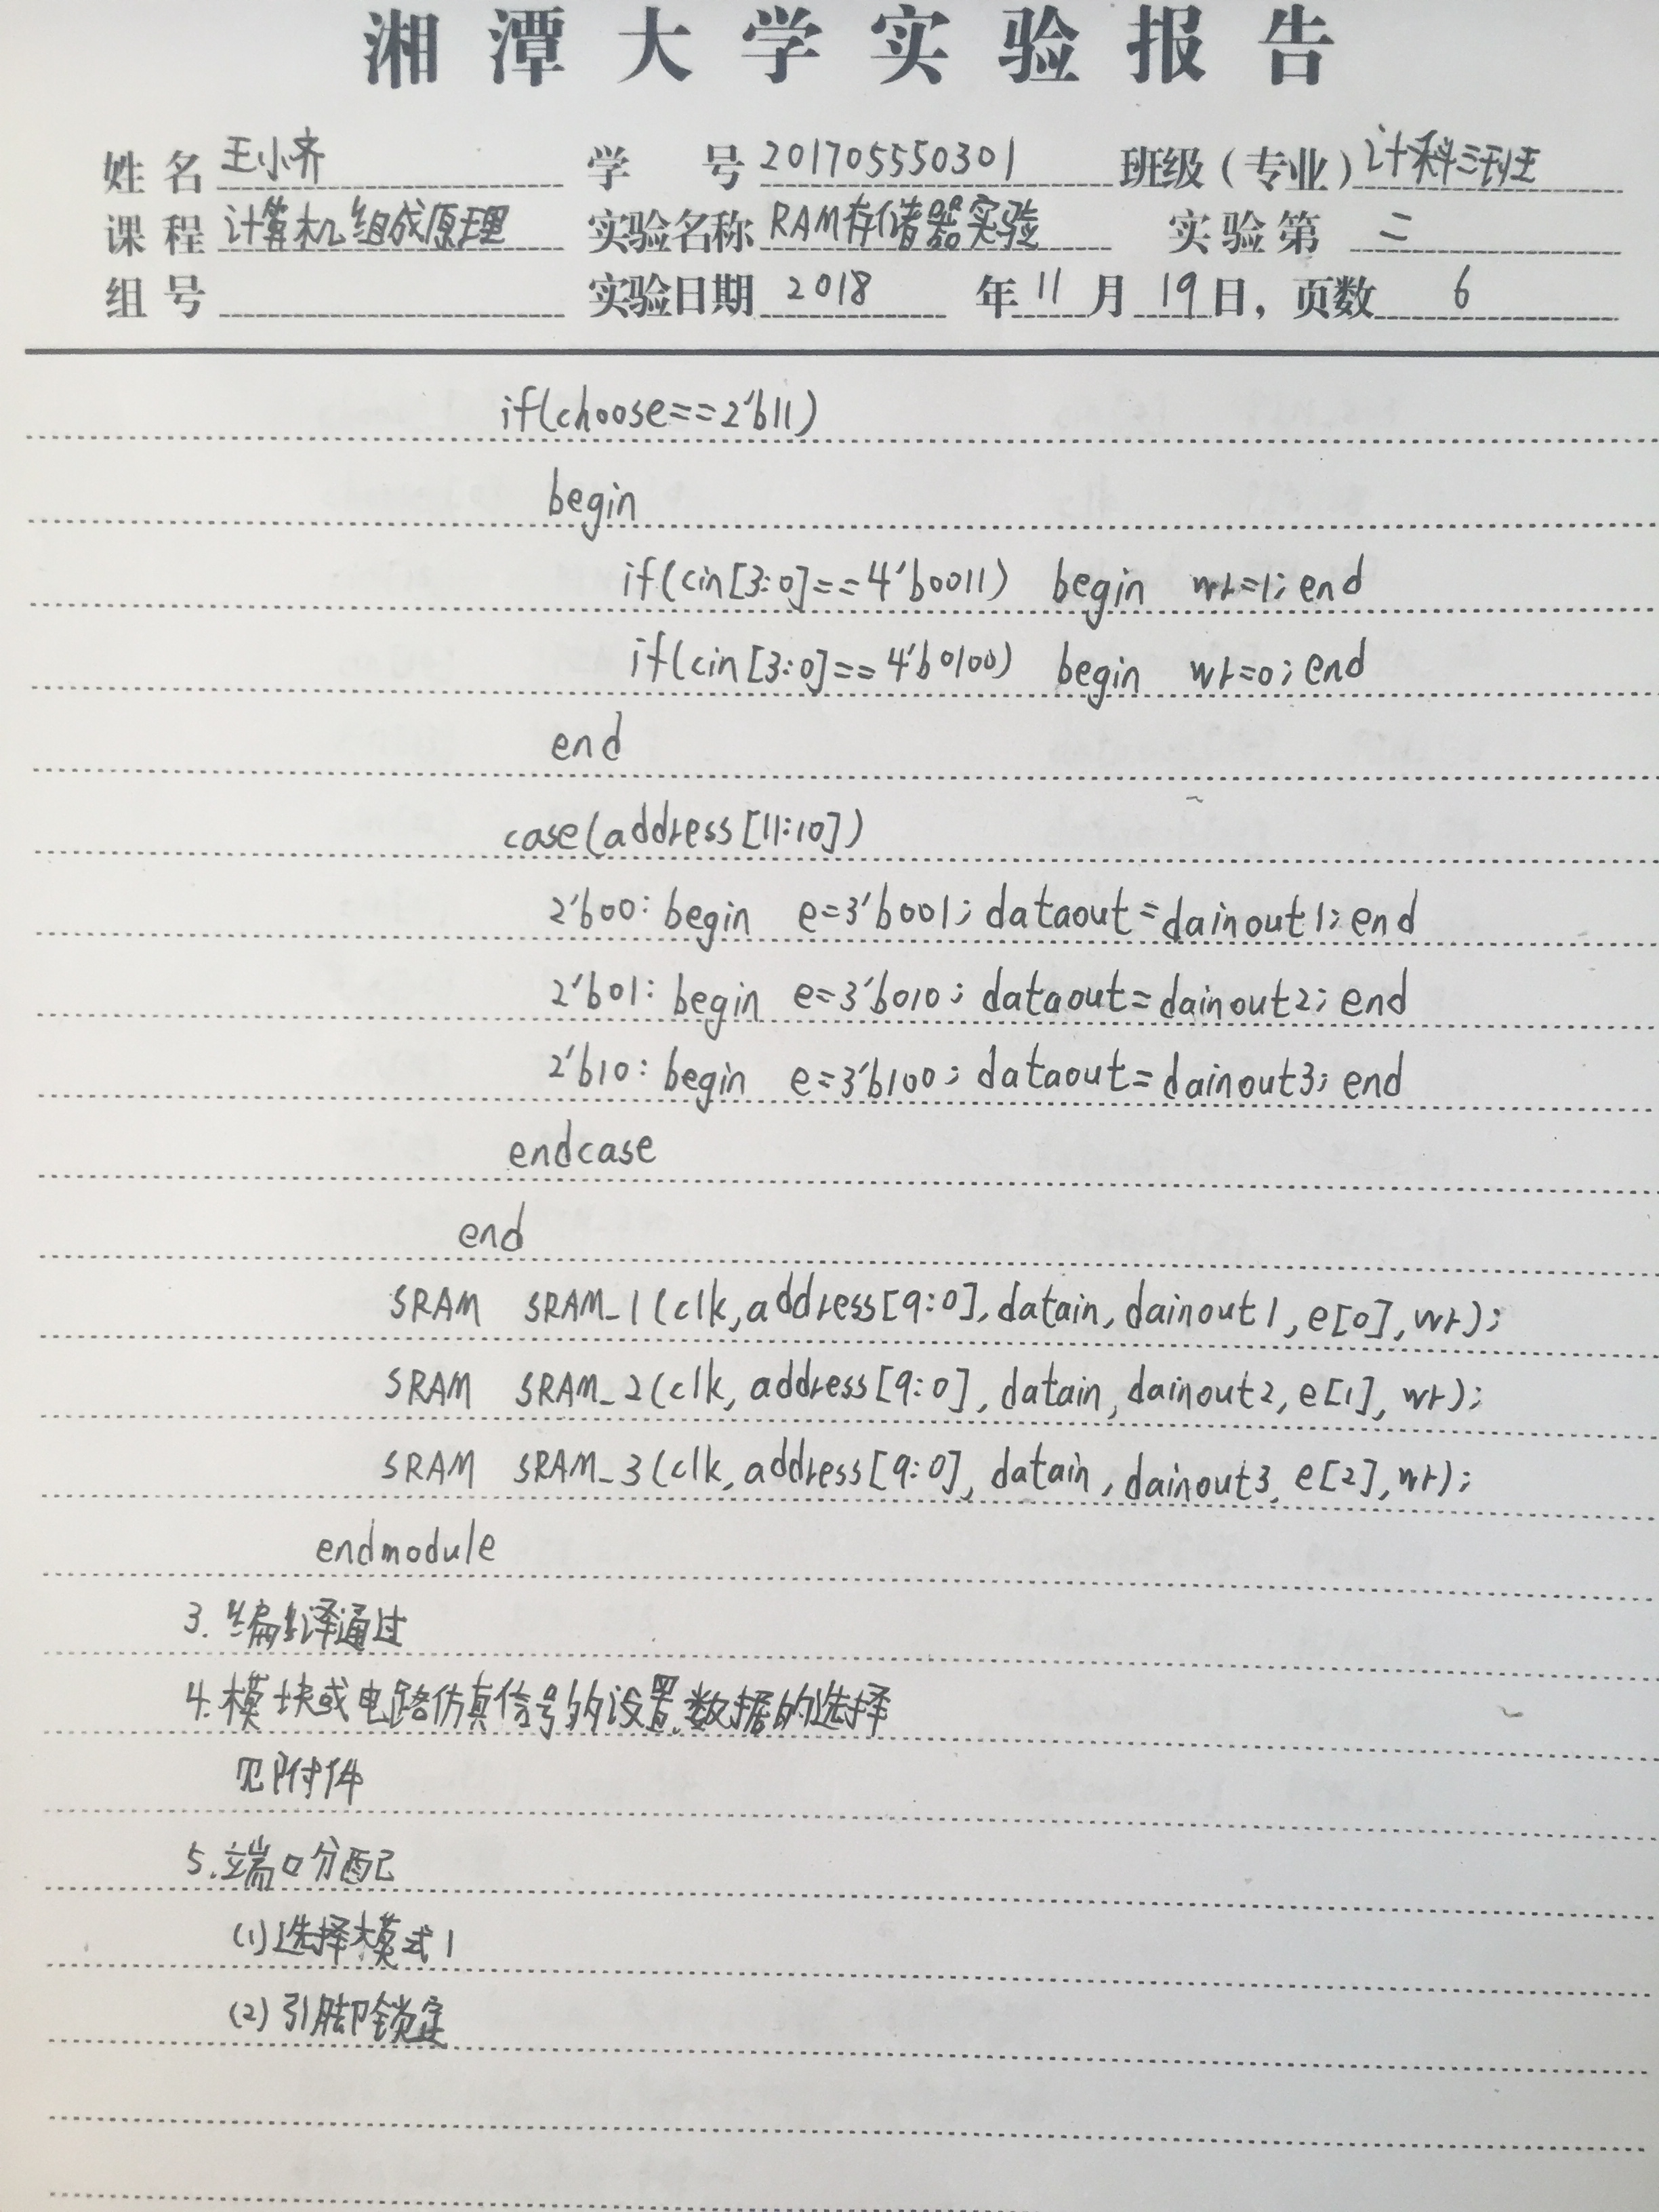 湘潭大学实验报告
姓名 王小齐 学号 201705550301 班级(专业) 计科三班
课程 计算机组成原理 实验名称 RAM存储器实验 实验第 二
组号 实验日期 2018 年 11 月 19 日, 页数 6
if(choose==2'b11)
begin
if(cin[3:0]==4'b0011) begin wr=1; end
if(cin[3:0]==4'b0100) begin wr=0; end
end
case(address[11:10])
2'b00: begin e=3'b001; dataout=dainout1; end
2'b01: begin e=3'b010; dataout=dainout2; end
2'b10: begin e=3'b100; dataout=dainout3; end
endcase
end
SRAM SRAM_1(clk,address[9:0],datain,dainout1,e[0],wr);
SRAM SRAM_2(clk,address[9:0],datain,dainout2,e[1],wr);
SRAM SRAM_3(clk,address[9:0],datain,dainout3,e[2],wr);
endmodule
3. 编译通过
4.模块或电路仿真信号的设置、数据的选择
见附件
5.端口分配
(1)选择模式1
(2)引脚锁定